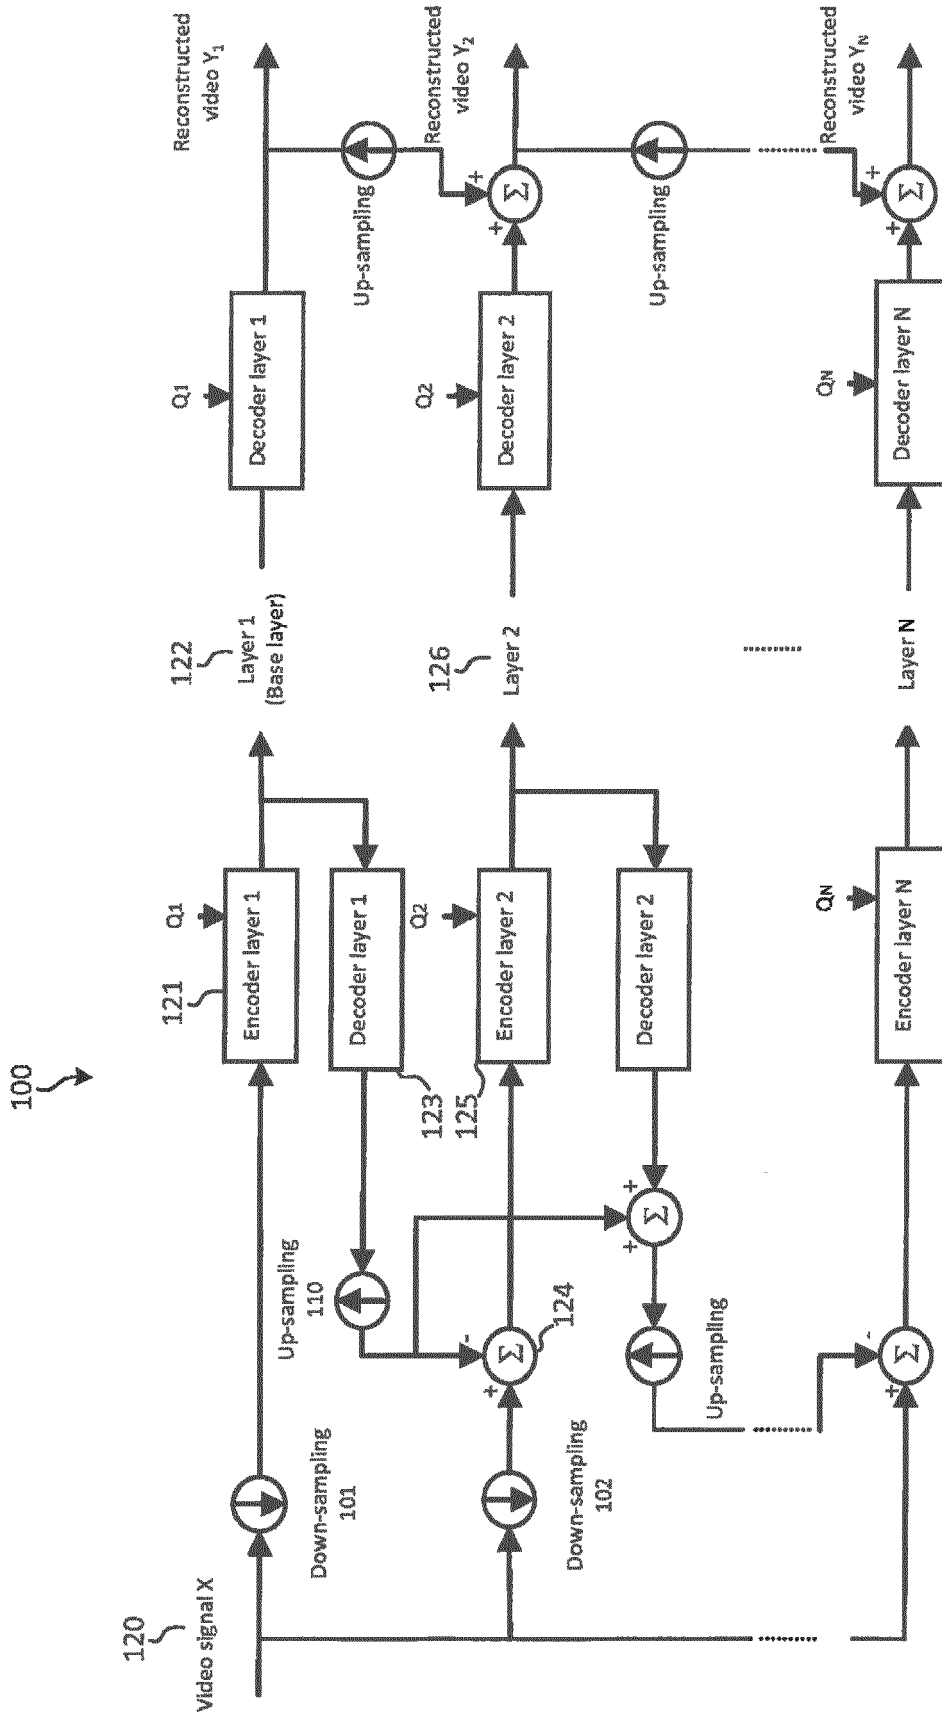 100
120
Video signal X
Down-sampling
101
121
Q1
Encoder layer 1
122
Layer 1
(Base layer)
Q1
Decoder layer 1
Reconstructed
video Y1
Up-sampling
110
Decoder layer 1
123
Up-sampling
Down-sampling
102
+
-
Σ
124
125
Q2
Encoder layer 2
126
Layer 2
Q2
Decoder layer 2
+
+
Σ
Reconstructed
video Y2
Up-sampling
+
+
Σ
Decoder layer 2
Up-sampling
+
-
Σ
QN
Encoder layer N
Layer N
QN
Decoder layer N
+
+
Σ
Reconstructed
video YN